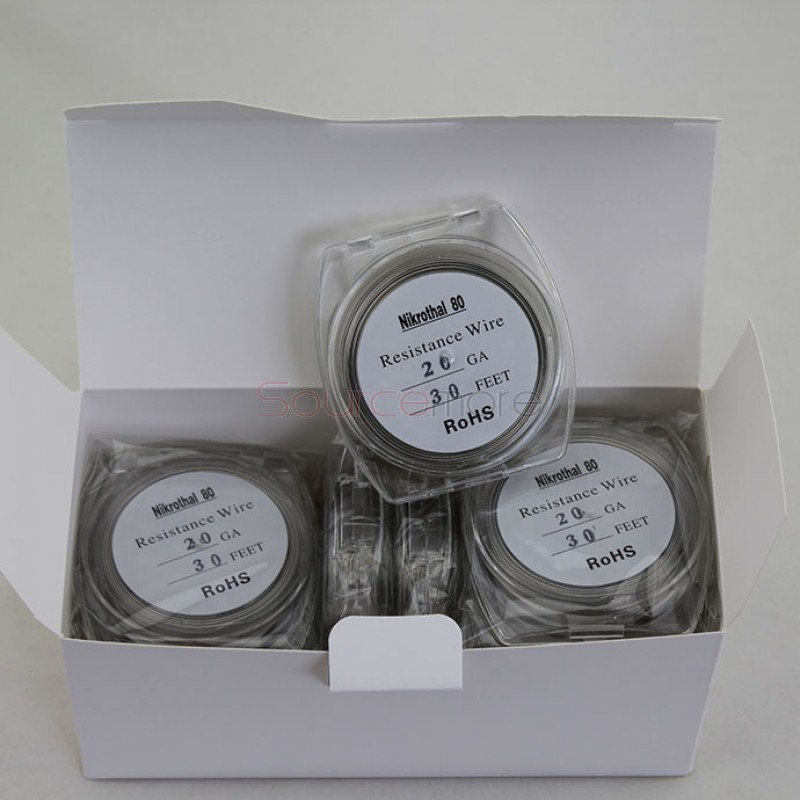 Nikrothal 80
Resistance Wire
20 GA
30 FEET
RoHS
Sourcemore
Nikrothal 80
Resistance Wire
20 GA
30 FEET
RoHS
Nikrothal 80
Resistance Wire
20 GA
30 FEET
RoHS